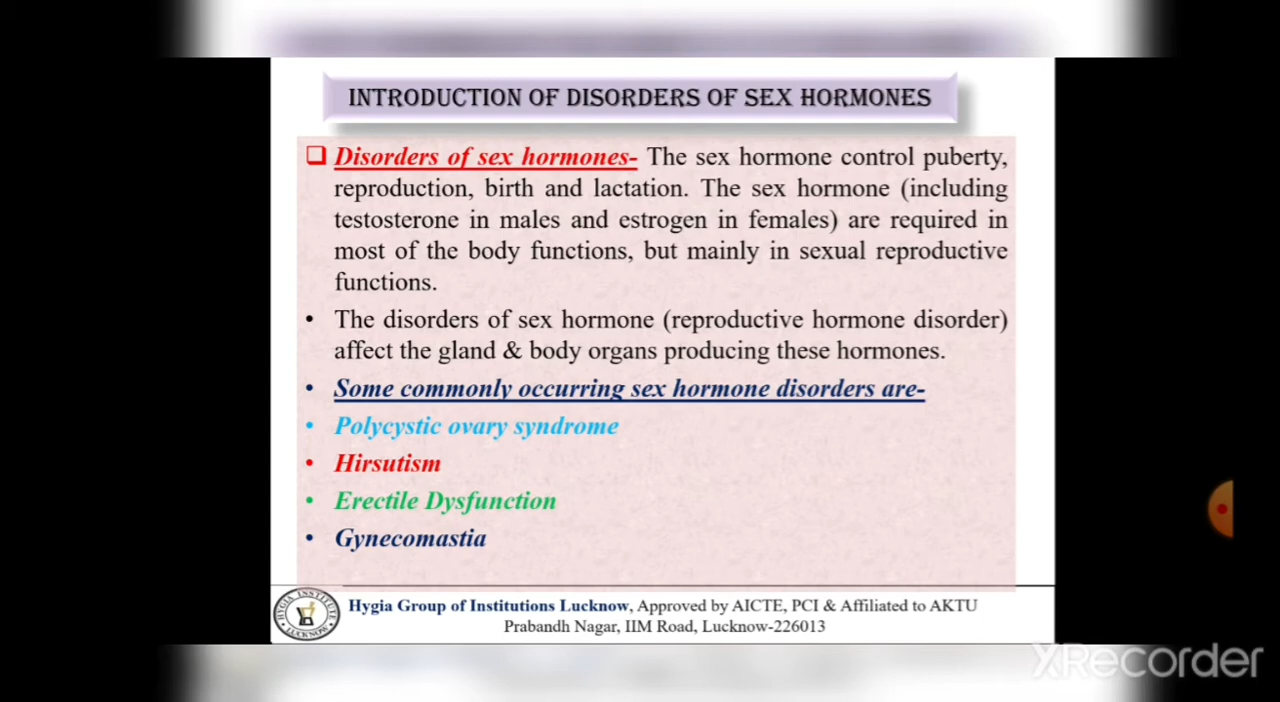 INTRODUCTION OF DISORDERS OF SEX HORMONES
❑ Disorders of sex hormones- The sex hormone control puberty,
reproduction, birth and lactation. The sex hormone (including
testosterone in males and estrogen in females) are required in
most of the body functions, but mainly in sexual reproductive
functions.
• The disorders of sex hormone (reproductive hormone disorder)
affect the gland & body organs producing these hormones.
• Some commonly occurring sex hormone disorders are-
• Polycystic ovary syndrome
• Hirsutism
• Erectile Dysfunction
• Gynecomastia
HYGIA INSTITUTE
LUCKNOW
Hygia Group of Institutions Lucknow, Approved by AICTE, PCI & Affiliated to AKTU
Prabandh Nagar, IIM Road, Lucknow-226013
XRecorder